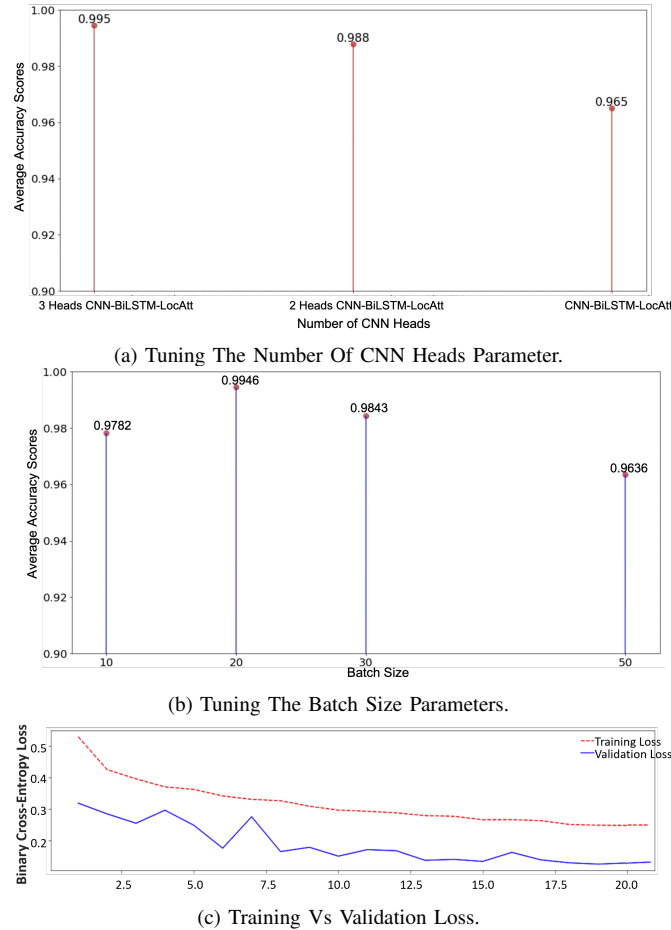 1.00
0.995
0.988
0.98
0.965
0.96
0.94
0.92
0.90
Average Accuracy Scores
3 Heads CNN-BiLSTM-LocAtt 2 Heads CNN-BiLSTM-LocAtt CNN-BiLSTM-LocAtt
Number of CNN Heads
(a) Tuning The Number Of CNN Heads Parameter.
1.00
0.9946
0.9843
0.9782
0.98
0.9636
0.96
0.94
0.92
0.90
Average Accuracy Scores
10 20 30 50
Batch Size
(b) Tuning The Batch Size Parameters.
Binary Cross-Entropy Loss
0.5
0.4
0.3
0.2
Training Loss
Validation Loss
2.5 5.0 7.5 10.0 12.5 15.0 17.5 20.0
(c) Training Vs Validation Loss.